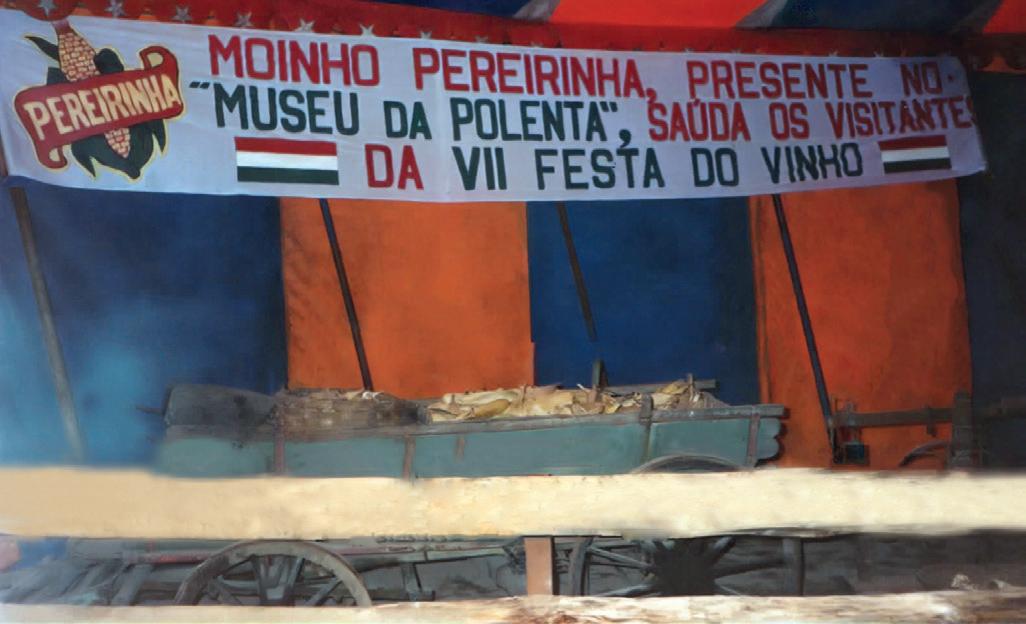 PEREIRINHA
MOINHO PEREIRINHA, PRESENTE NO
"MUSEU DA POLENTA", SAÚDA OS VISITANTES
DA VII FESTA DO VINHO